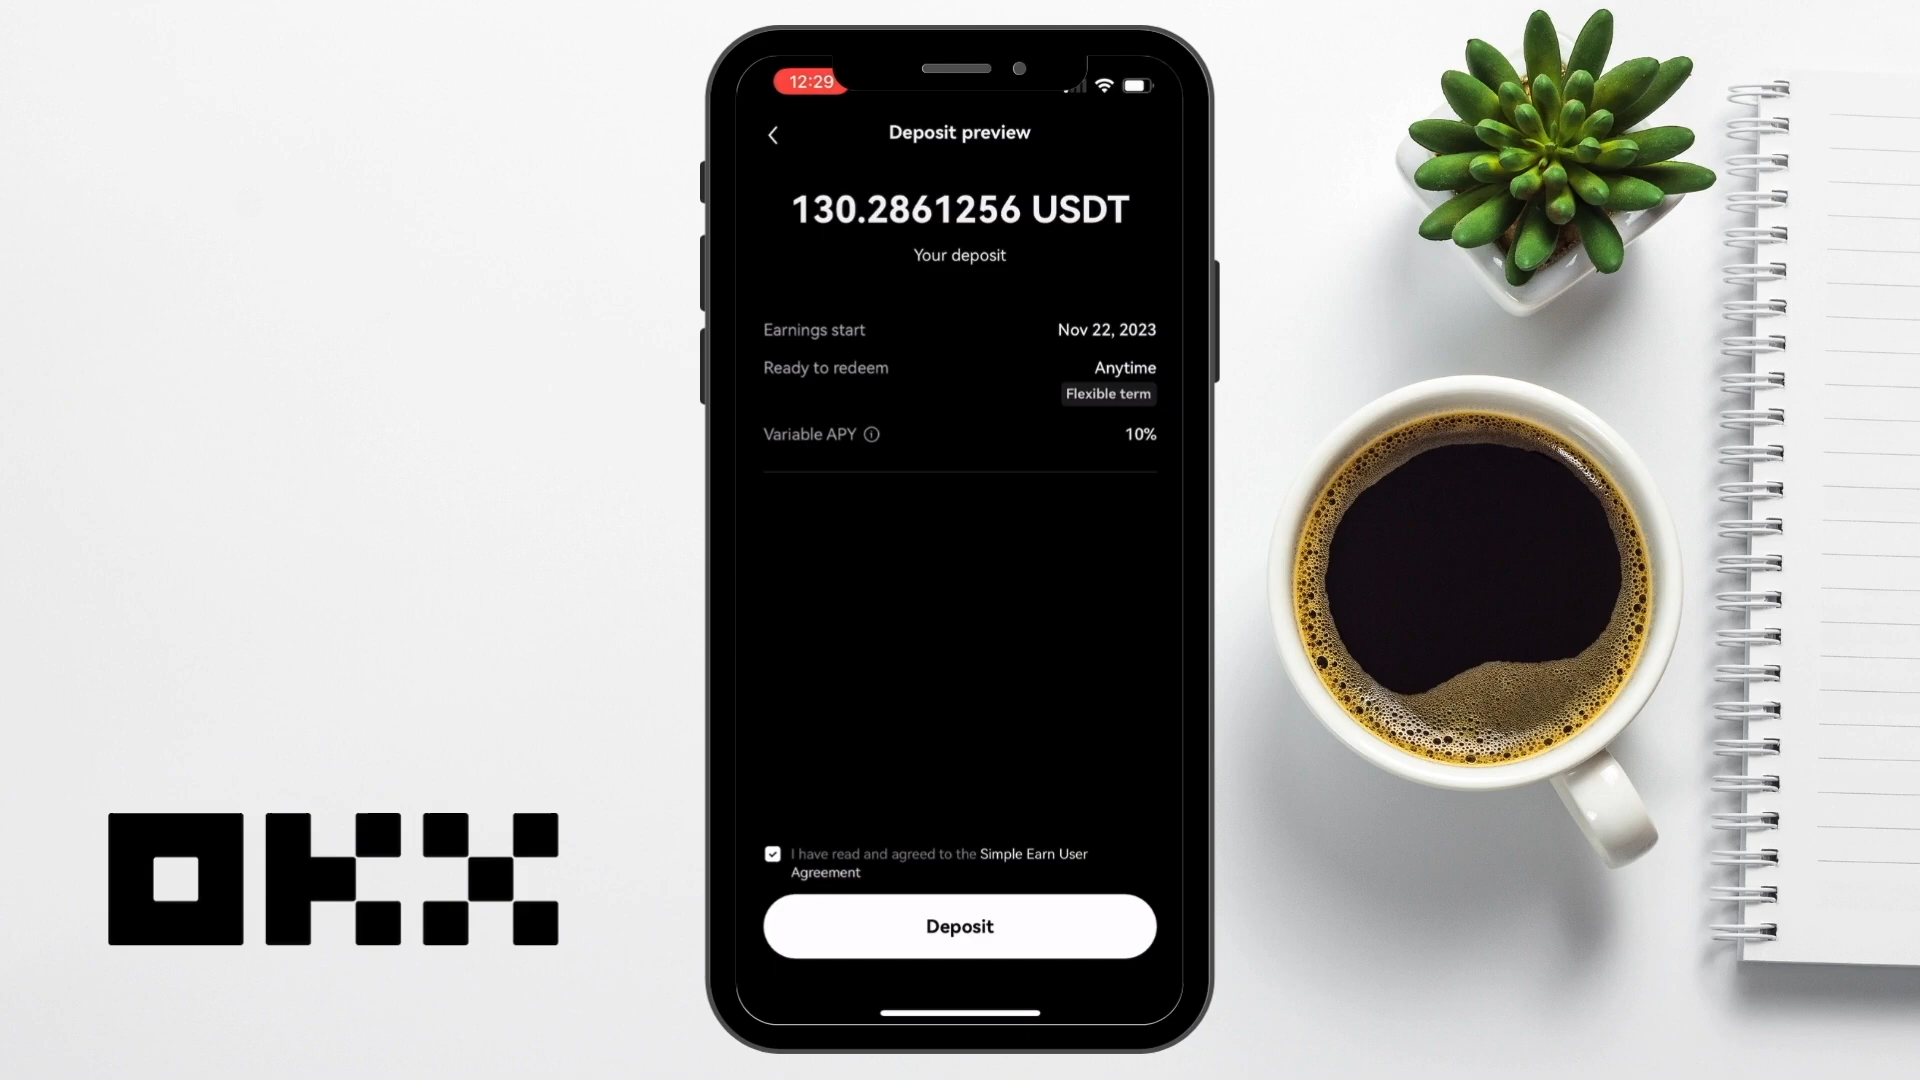 12:29
Deposit preview
130.2861256 USDT
Your deposit
Earnings start Nov 22, 2023
Ready to redeem Anytime
Flexible term
Variable APY 10%
I have read and agreed to the Simple Earn User
Agreement
Deposit
OKX